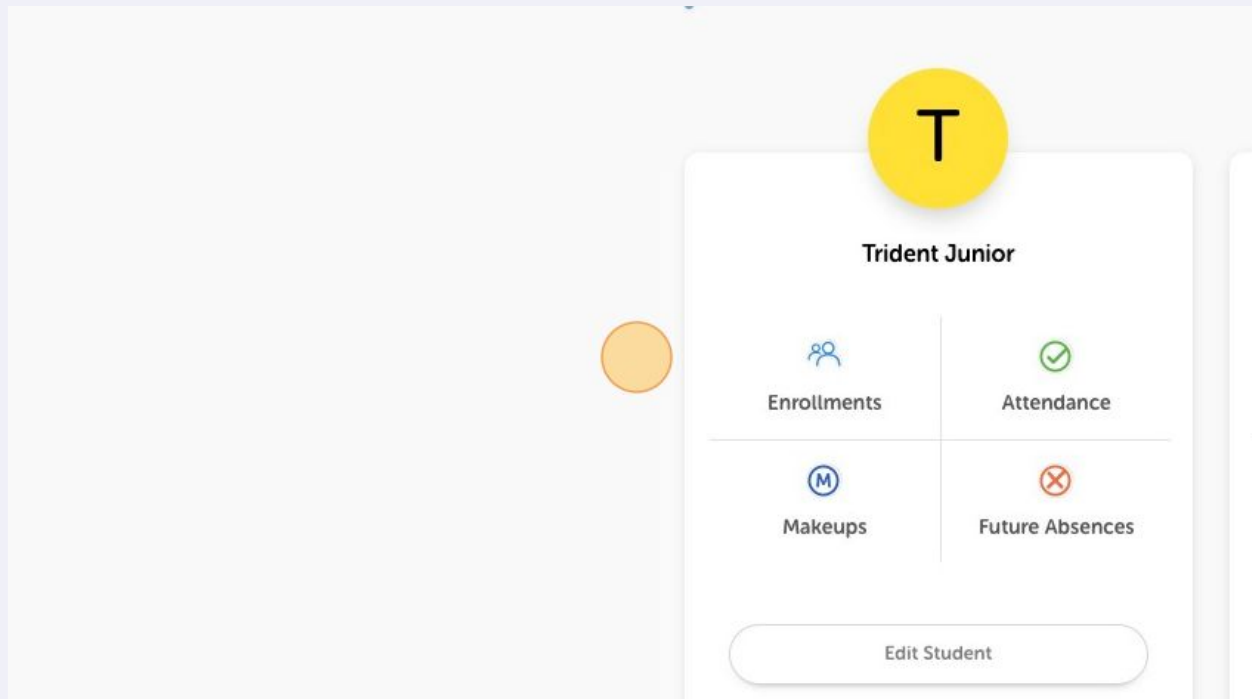 T
Trident Junior
Enrollments
Attendance
M
Makeups
Future Absences
Edit Student